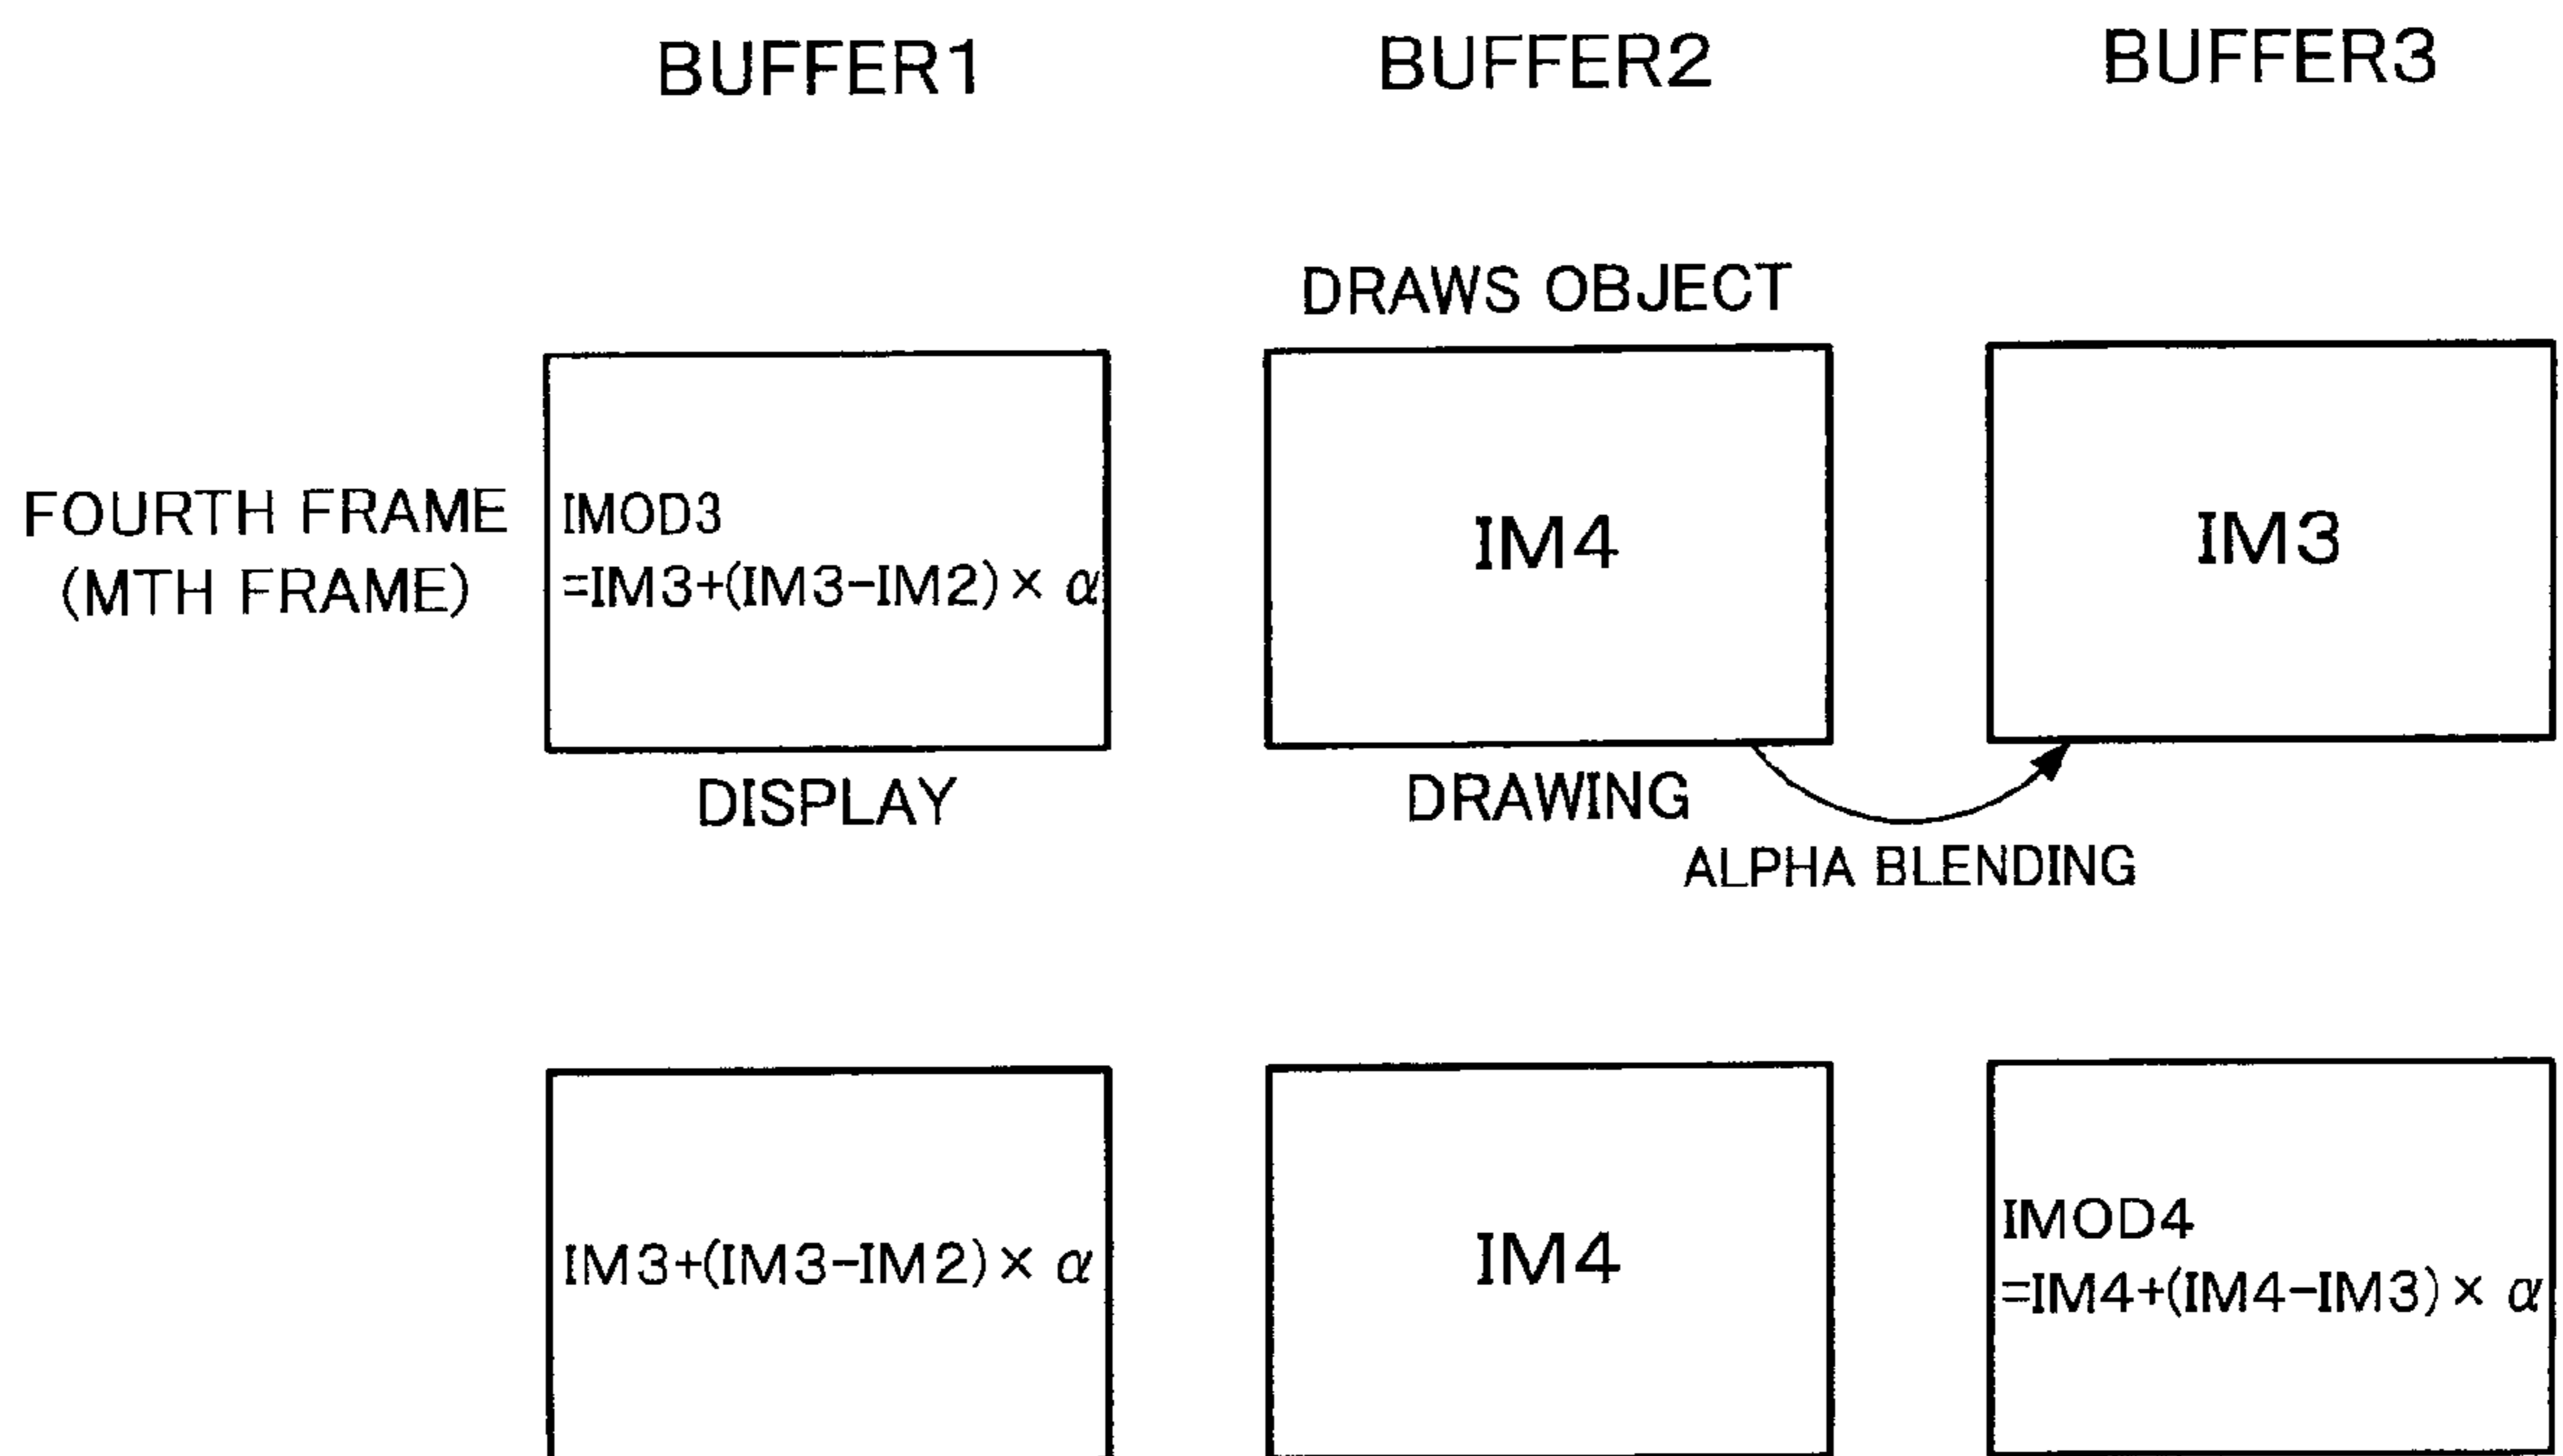 BUFFER1
BUFFER2
BUFFER3
DRAWS OBJECT
FOURTH FRAME
(MTH FRAME)
IMOD3
=IM3+(IM3-IM2)× α
IM4
IM3
DISPLAY
DRAWING
ALPHA BLENDING
IM3+(IM3-IM2)× α
IM4
IMOD4
=IM4+(IM4-IM3)× α